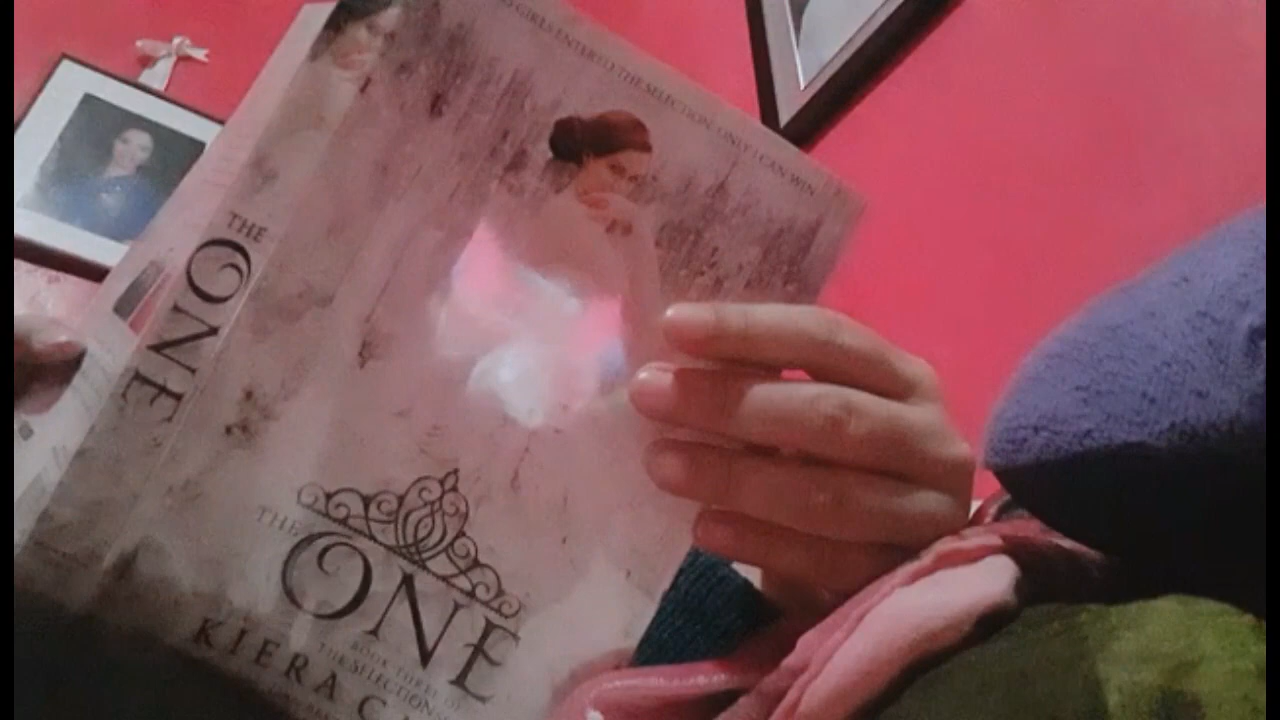 GIRLS ENTERED THE SELECTION. ONLY 1 CAN WIN
THE
ONE
THE
ONE
KIERA
BOOK THREE OF
THE SELECTION